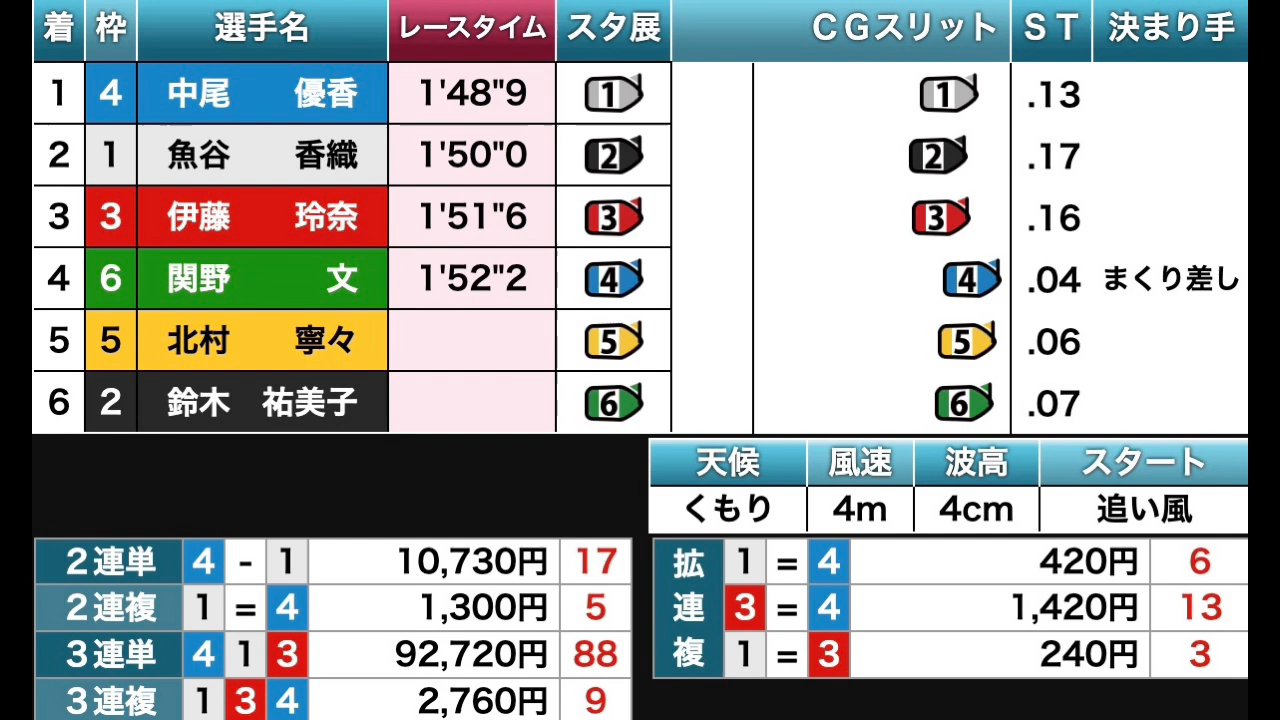 着 枠 選手名 レースタイム スタ展 CGスリット ST 決まり手
1 4 中尾 優香 1'48"9 1 1 .13
2 1 魚谷 香織 1'50"0 2 2 .17
3 3 伊藤 玲奈 1'51"6 3 3 .16
4 6 関野 文 1'52"2 4 4 .04 まくり差し
5 5 北村 寧々 5 5 .06
6 2 鈴木 祐美子 6 6 .07
天候 風速 波高 スタート
くもり 4m 4cm 追い風
2連単 4 - 1 10,730円 17
2連複 1 = 4 1,300円 5
3連単 4 1 3 92,720円 88
3連複 1 3 4 2,760円 9
拡 1 = 4 420円 6
連 3 = 4 1,420円 13
複 1 = 3 240円 3